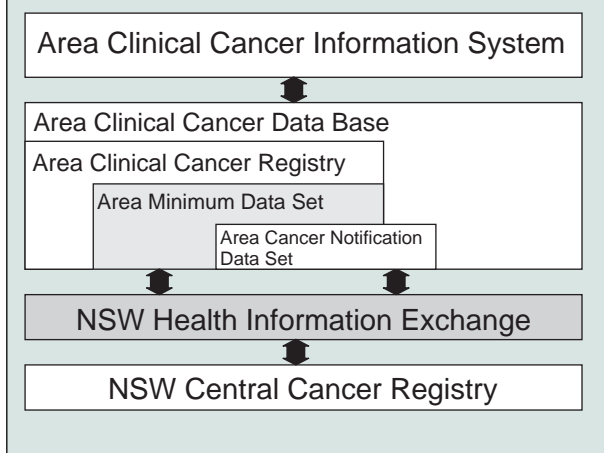 Area Clinical Cancer Information System
Area Clinical Cancer Data Base
Area Clinical Cancer Registry
Area Minimum Data Set
Area Cancer Notification
Data Set
NSW Health Information Exchange
NSW Central Cancer Registry